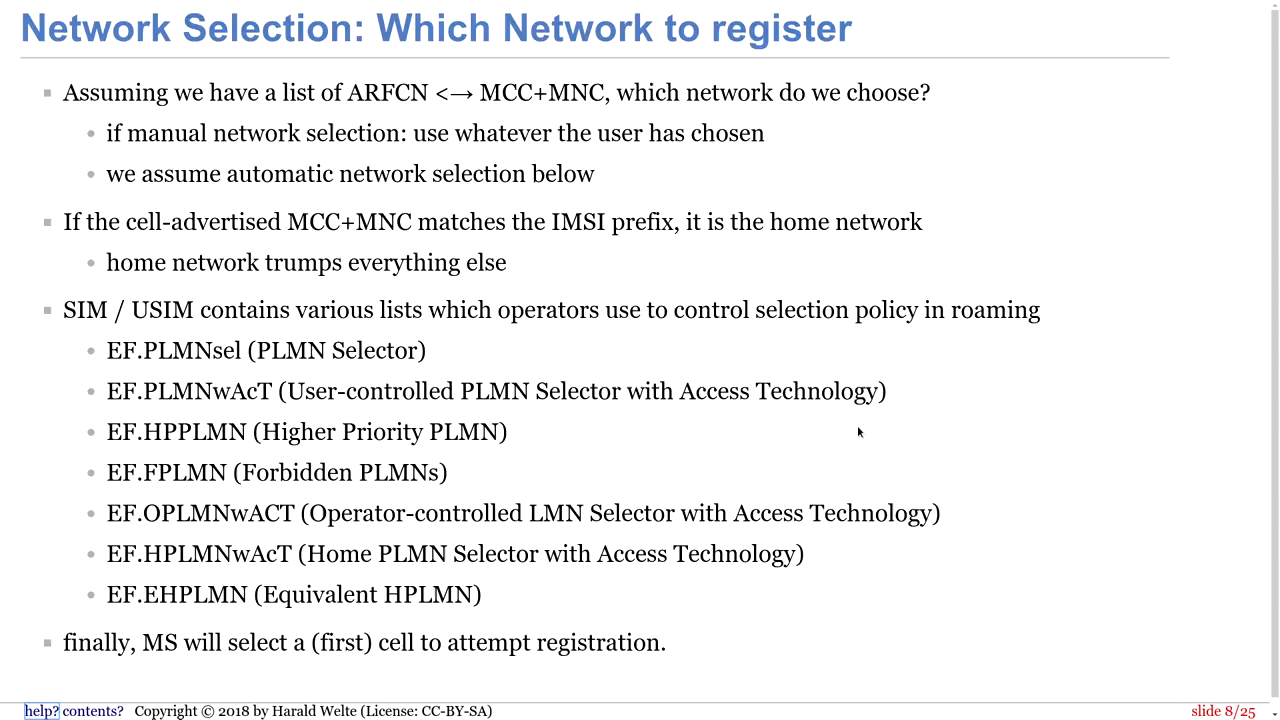 Network Selection: Which Network to register
Assuming we have a list of ARFCN <→ MCC+MNC, which network do we choose?
if manual network selection: use whatever the user has chosen
we assume automatic network selection below
If the cell-advertised MCC+MNC matches the IMSI prefix, it is the home network
home network trumps everything else
SIM / USIM contains various lists which operators use to control selection policy in roaming
EF.PLMNsel (PLMN Selector)
EF.PLMNwAcT (User-controlled PLMN Selector with Access Technology)
EF.HPPLMN (Higher Priority PLMN)
EF.FPLMN (Forbidden PLMNs)
EF.OPLMNwACT (Operator-controlled LMN Selector with Access Technology)
EF.HPLMNwAcT (Home PLMN Selector with Access Technology)
EF.EHPLMN (Equivalent HPLMN)
finally, MS will select a (first) cell to attempt registration.
help? contents? Copyright © 2018 by Harald Welte (License: CC-BY-SA) slide 8/25